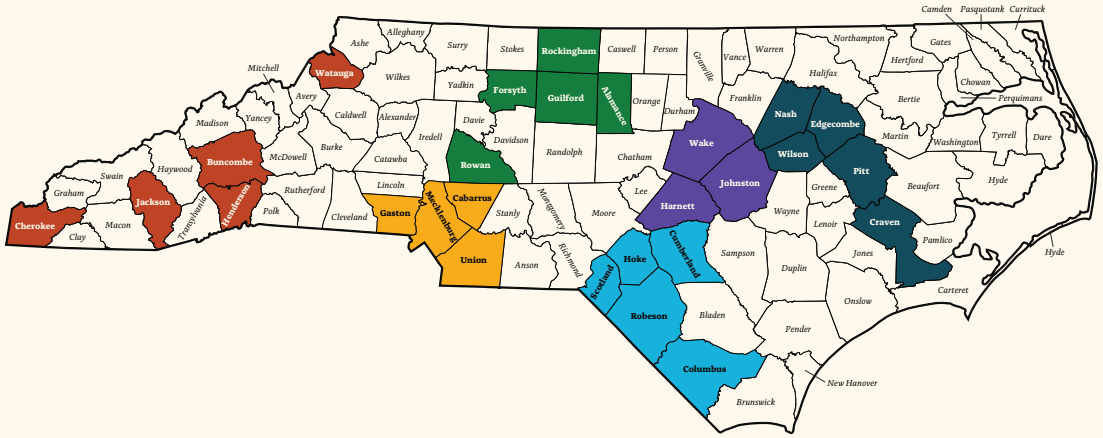 Camden Pasquotank Currituck
Alleghany
Ashe
Surry
Stokes
Rockingham
Caswell
Person
Granville
Vance
Warren
Northampton
Gates
Hertford
Halifax
Mitchell
Watauga
Wilkes
Yadkin
Forsyth
Guilford
Alamance
Orange
Durham
Franklin
Nash
Edgecombe
Bertie
Chowan
Perquimans
Avery
Madison
Yancey
Caldwell
Alexander
Iredell
Davie
Davidson
Randolph
Chatham
Wake
Wilson
Martin
Washington
Tyrrell
Dare
Swain
Haywood
Buncombe
McDowell
Burke
Catawba
Rowan
Pitt
Greene
Beaufort
Hyde
Graham
Jackson
Transylvania
Henderson
Rutherford
Lincoln
Cabarrus
Stanly
Montgomery
Moore
Lee
Harnett
Johnston
Wayne
Lenoir
Craven
Pamlico
Hyde
Cherokee
Clay
Macon
Polk
Cleveland
Gaston
Mecklenburg
Union
Anson
Richmond
Scotland
Hoke
Cumberland
Sampson
Duplin
Jones
Onslow
Carteret
Robeson
Bladen
Pender
Columbus
New Hanover
Brunswick